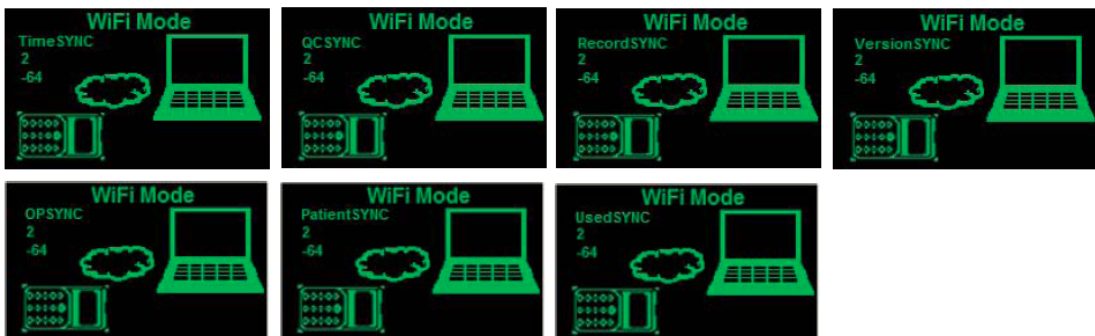 WiFi Mode
TimeSYNC
2
-64
WiFi Mode
QCSYNC
2
-64
WiFi Mode
RecordSYNC
2
-64
WiFi Mode
VersionSYNC
2
-64
WiFi Mode
OPSYNC
2
-64
WiFi Mode
PatientSYNC
2
-64
WiFi Mode
UsedSYNC
2
-64